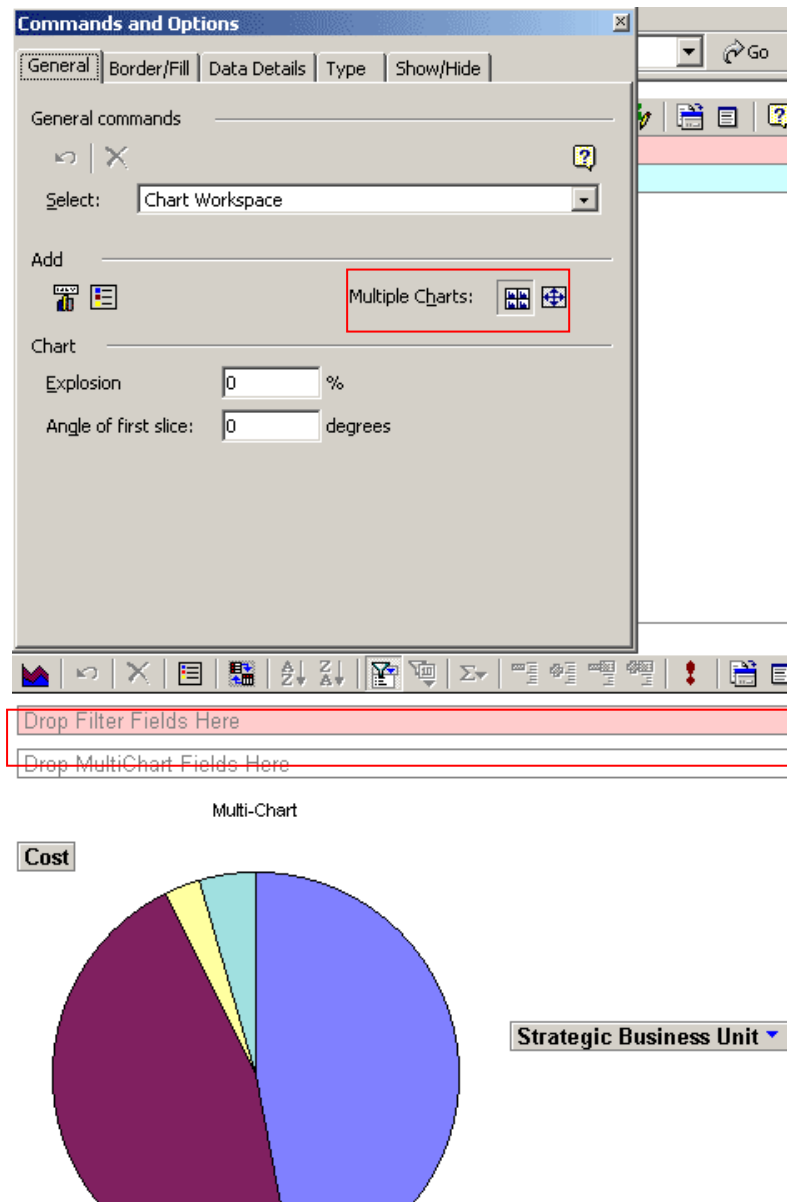 Commands and Options
Go
General Border/Fill Data Details Type Show/Hide
General commands
Select: Chart Workspace
Add
Multiple Charts:
Chart
Explosion 0 %
Angle of first slice: 0 degrees
Drop Filter Fields Here
Drop MultiChart Fields Here
Multi-Chart
Cost
Strategic Business Unit